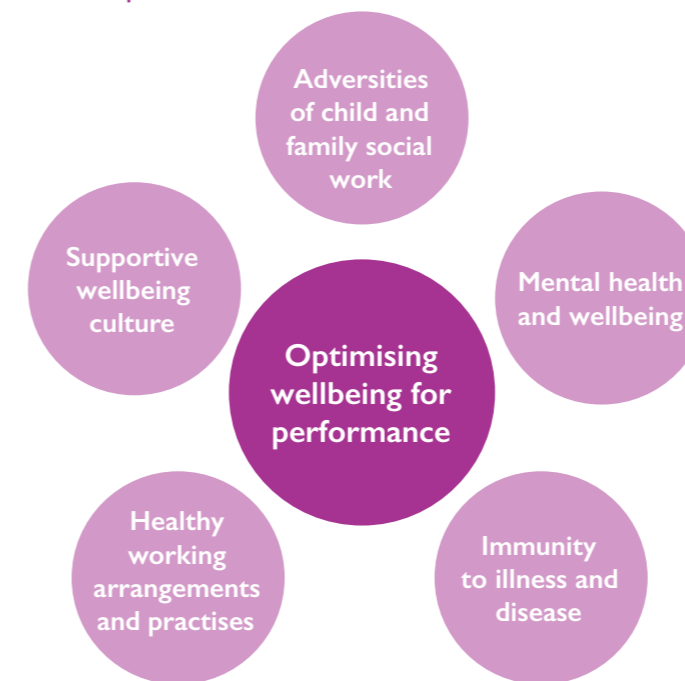 Adversities
of child and
family social
work
Supportive
wellbeing
culture
Mental health
and wellbeing
Optimising
wellbeing for
performance
Healthy
working
arrangements
and practises
Immunity
to illness and
disease